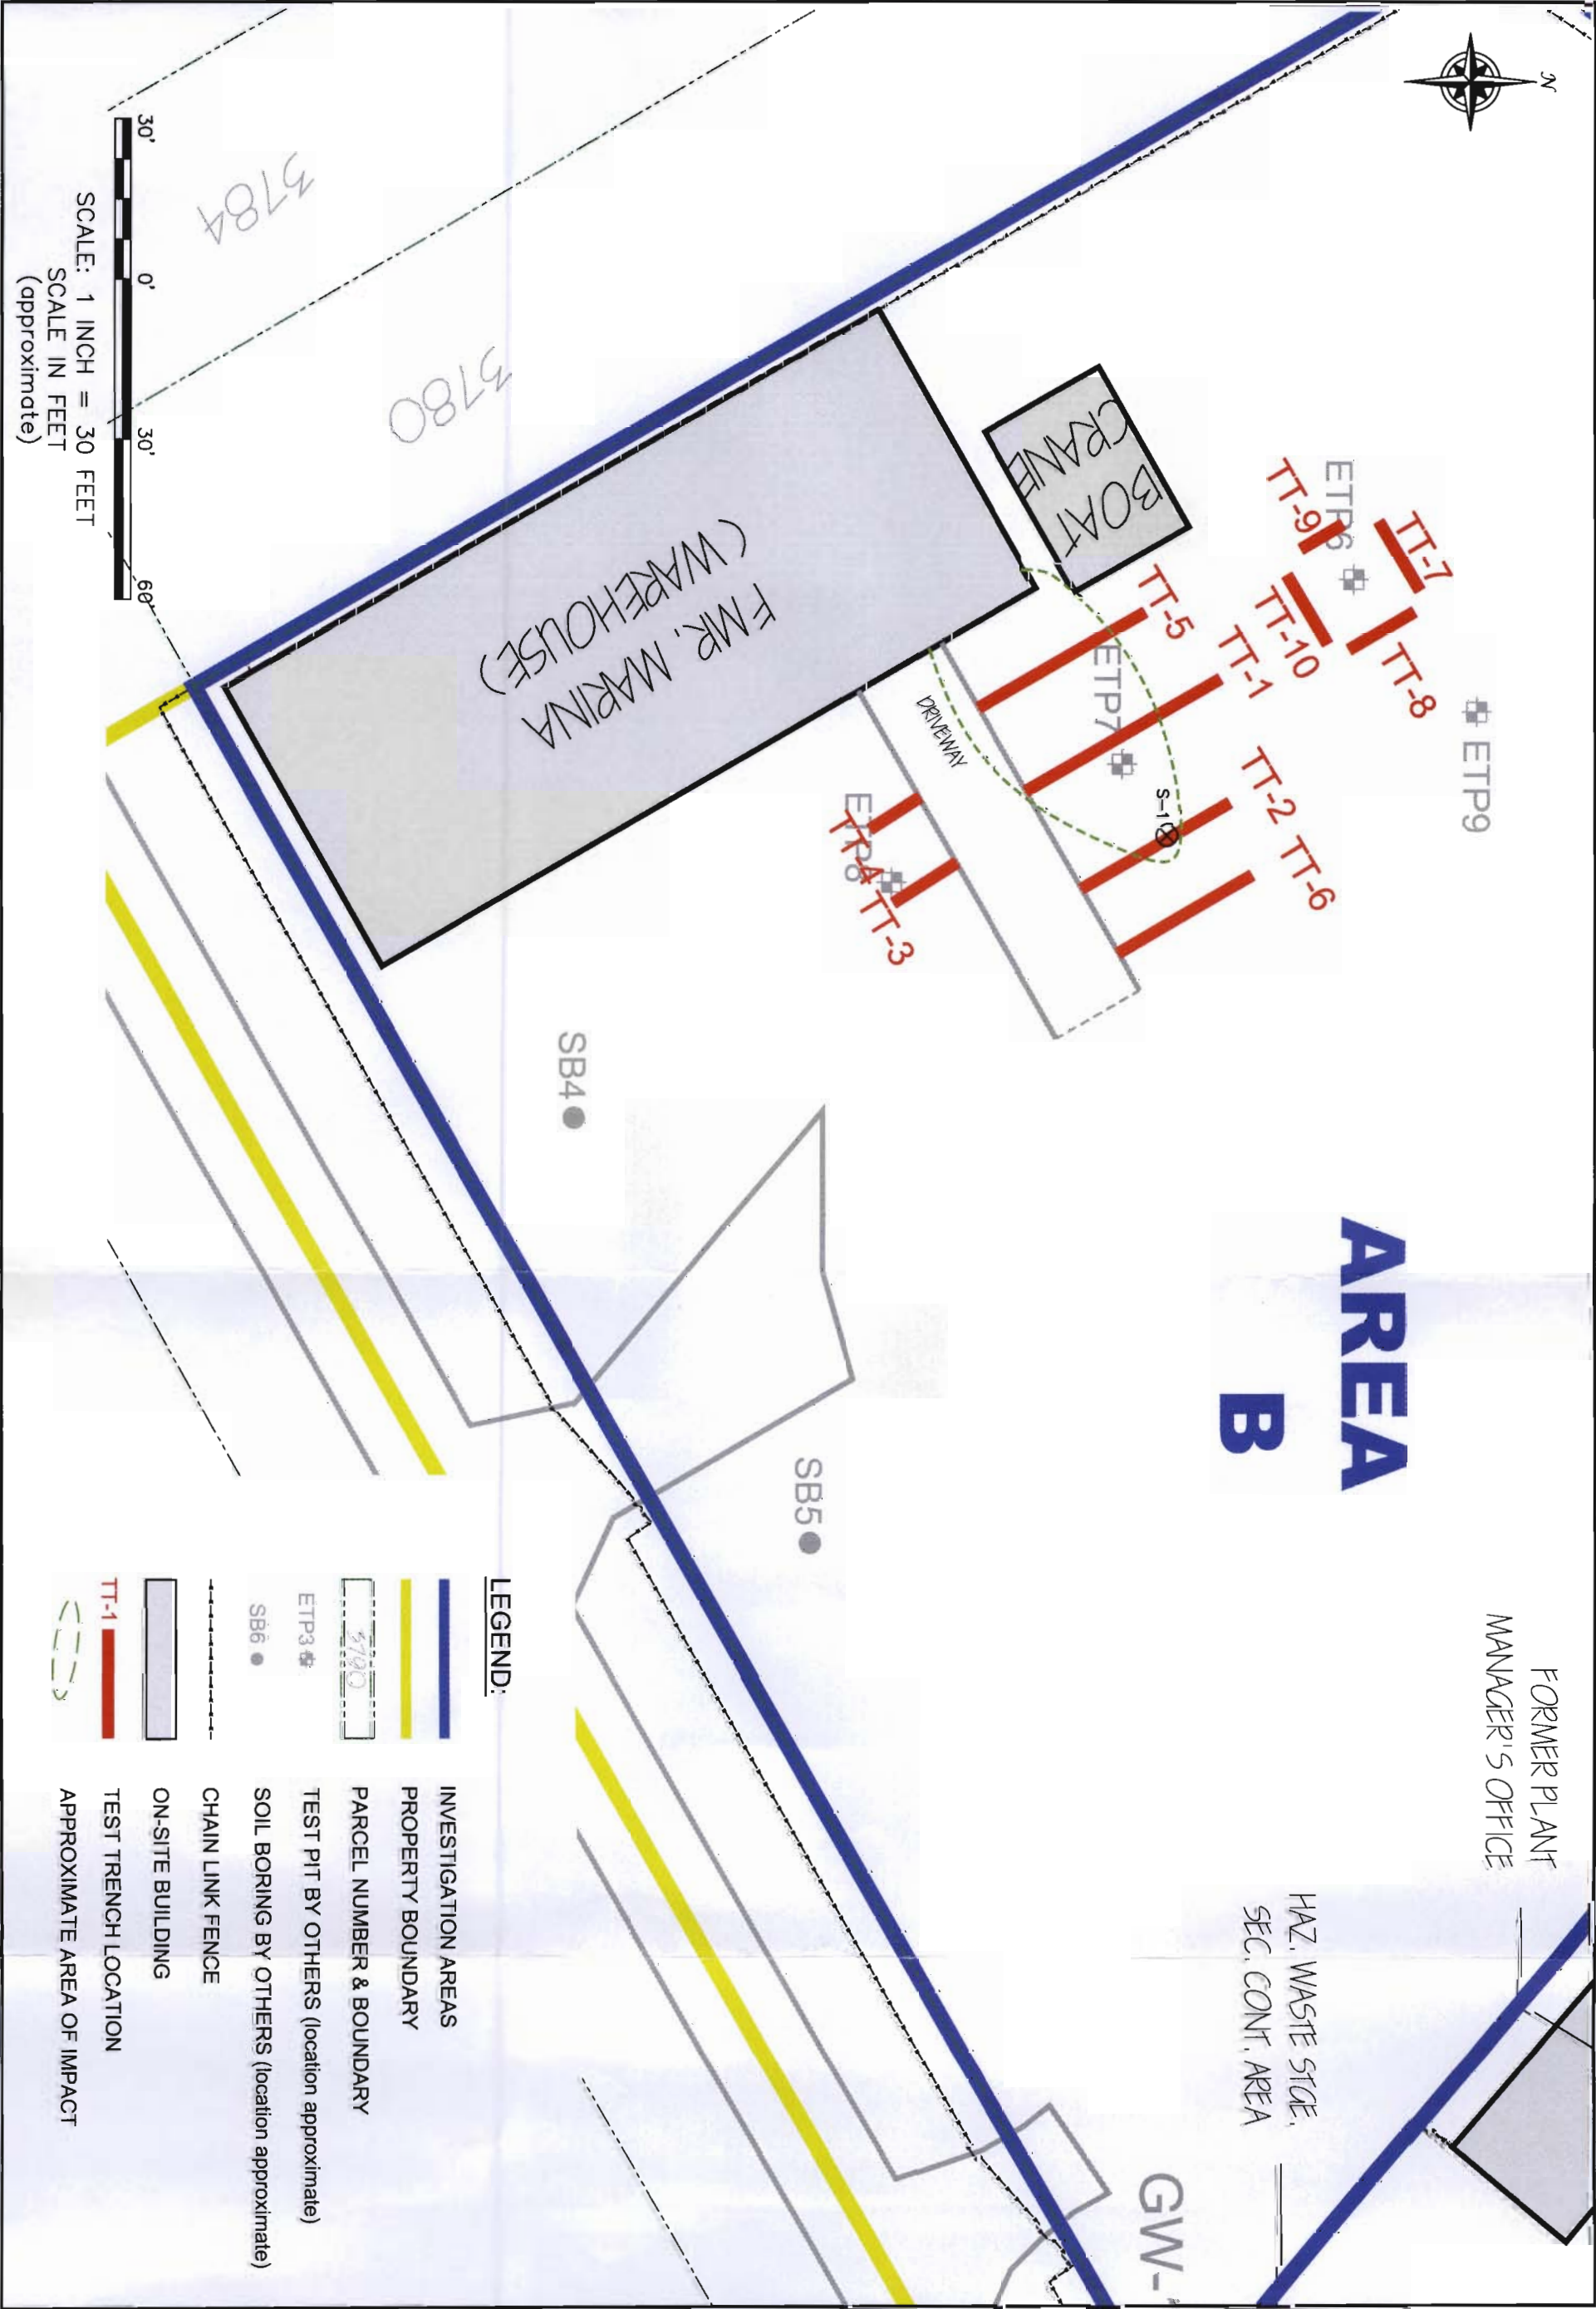 N
TT-7
ETP6
TT-9
TT-8
TT-10
ETP9
BOAT
CRANE
TT-5
TT-1
ETP7
TT-2
TT-6
S-1
DRIVEWAY
ETP8
TT-4
TT-3
FMR. MARINA
(WAREHOUSE)
3784
3780
30'
0'
30'
60'
SCALE: 1 INCH = 30 FEET
SCALE IN FEET
(approximate)
SB4
SB5
AREA
B
FORMER PLANT
MANAGER'S OFFICE
HAZ. WASTE STGE.
SEC. CONT. AREA
GW-
LEGEND:
INVESTIGATION AREAS
PROPERTY BOUNDARY
3790 PARCEL NUMBER & BOUNDARY
ETP3 TEST PIT BY OTHERS (location approximate)
SB6 SOIL BORING BY OTHERS (location approximate)
CHAIN LINK FENCE
ON-SITE BUILDING
TT-1 TEST TRENCH LOCATION
APPROXIMATE AREA OF IMPACT